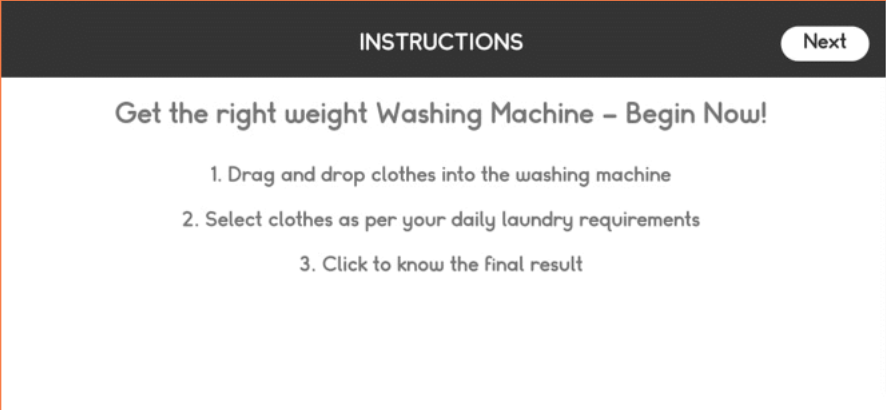 INSTRUCTIONS
Next
Get the right weight Washing Machine – Begin Now!
1. Drag and drop clothes into the washing machine
2. Select clothes as per your daily laundry requirements
3. Click to know the final result